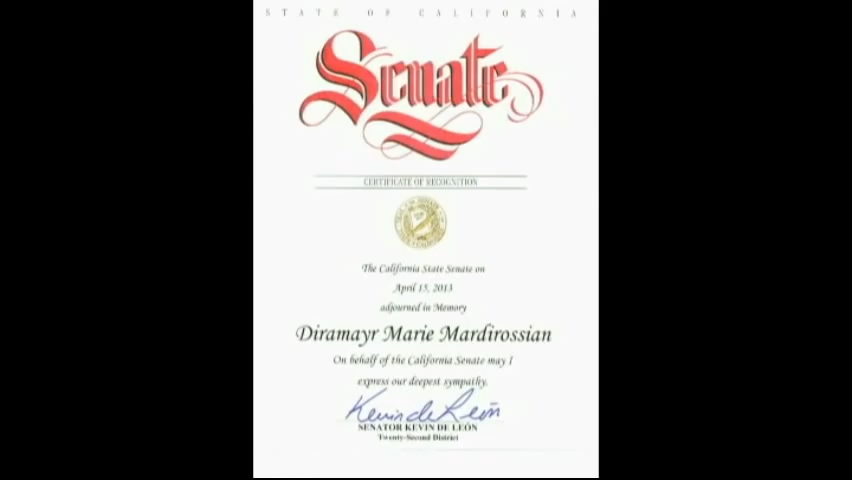 STATE OF CALIFORNIA
Senate
CERTIFICATE OF RECOGNITION
The California State Senate on
April 15, 2013
adjourned in Memory
Diramayr Marie Mardirossian
On behalf of the California Senate may I
express our deepest sympathy.
Kevin de León
SENATOR KEVIN DE LEÓN
Twenty-Second District